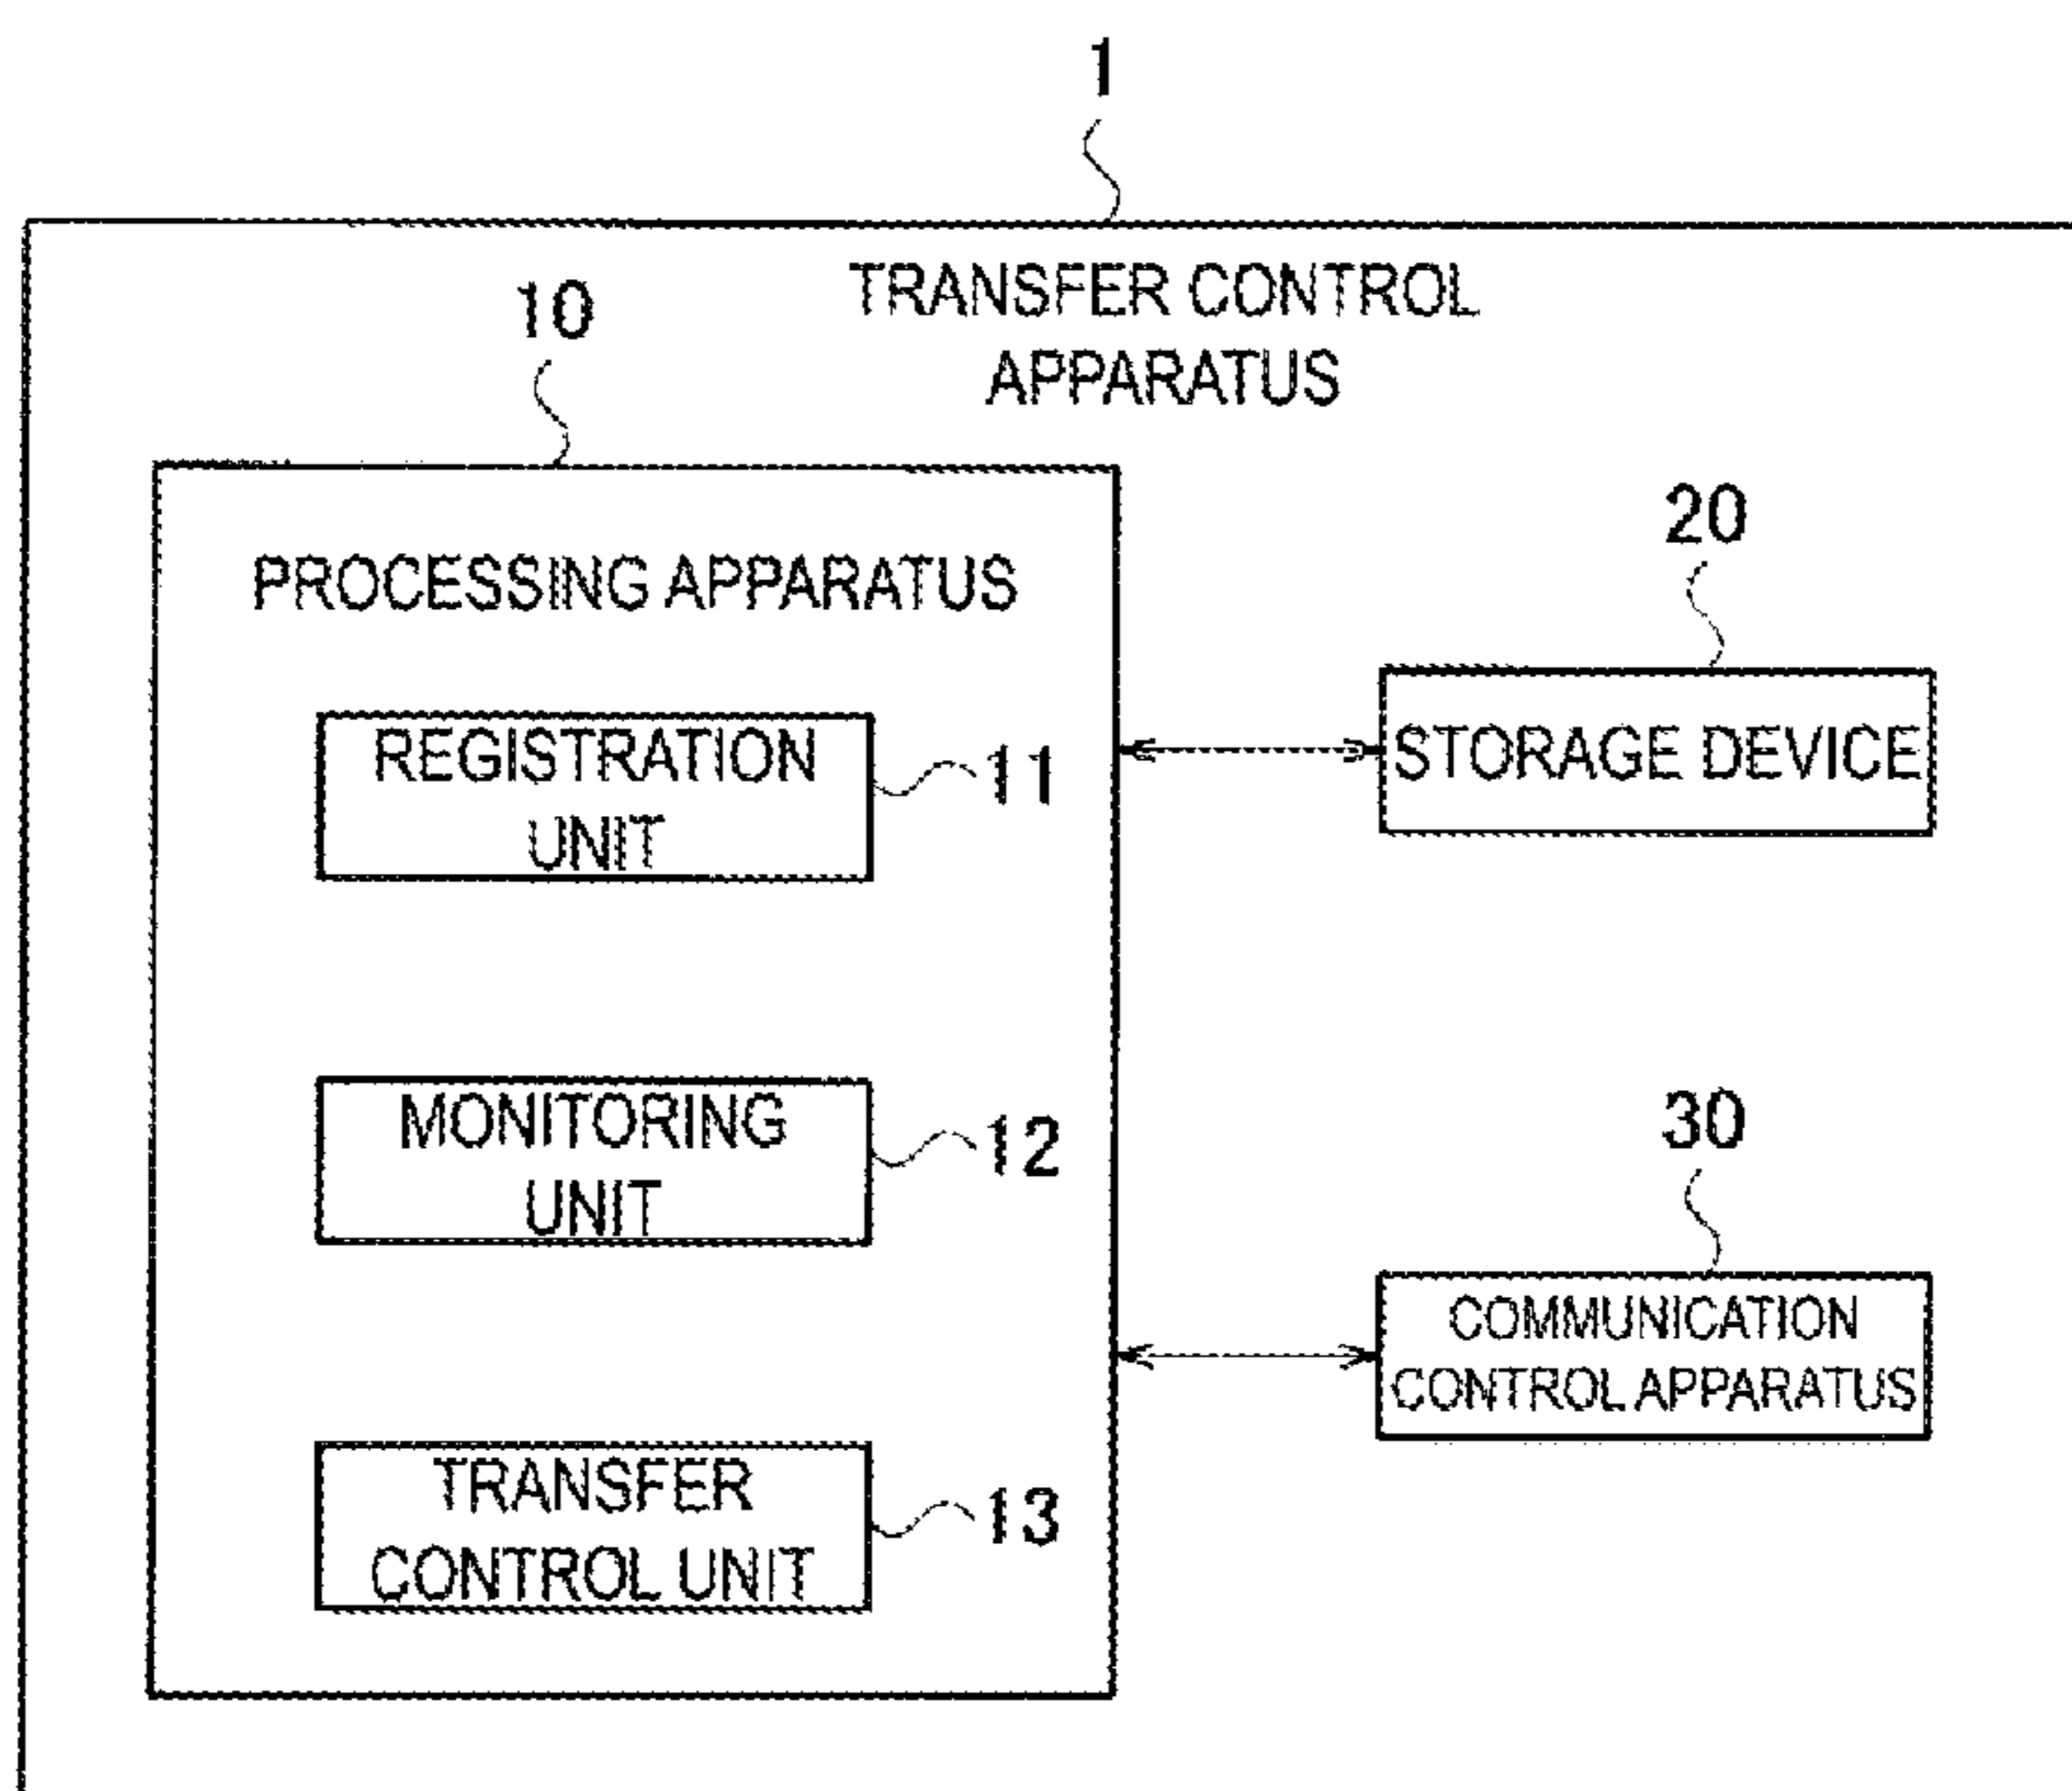 1
TRANSFER CONTROL
APPARATUS
10
PROCESSING APPARATUS
20
REGISTRATION
UNIT
11
STORAGE DEVICE
MONITORING
UNIT
12
30
COMMUNICATION
CONTROL APPARATUS
TRANSFER
CONTROL UNIT
13